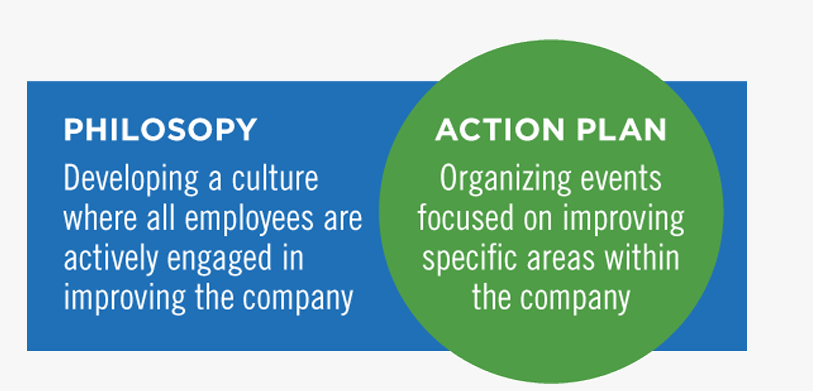 PHILOSOPY
Developing a culture
where all employees are
actively engaged in
improving the company
ACTION PLAN
Organizing events
focused on improving
specific areas within
the company